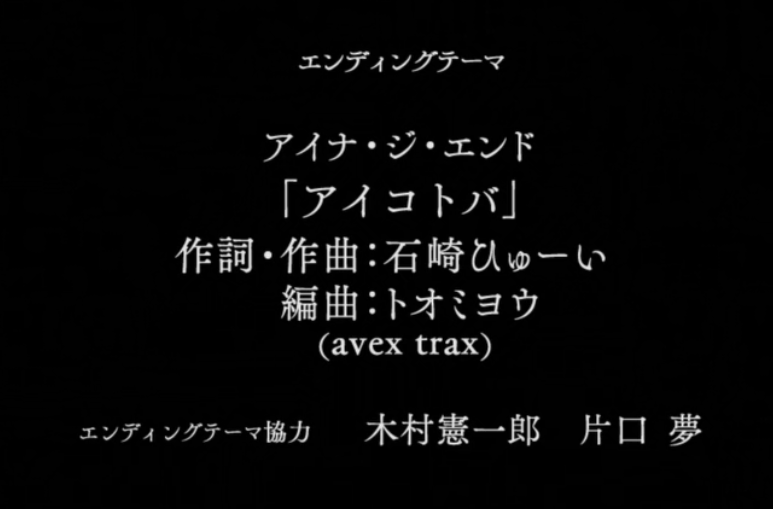 エンディングテーマ
アイナ・ジ・エンド
「アイコトバ」
作詞・作曲：石崎ひゅーい
編曲：トオミヨウ
(avex trax)
エンディングテーマ協力　木村憲一郎　片口 夢